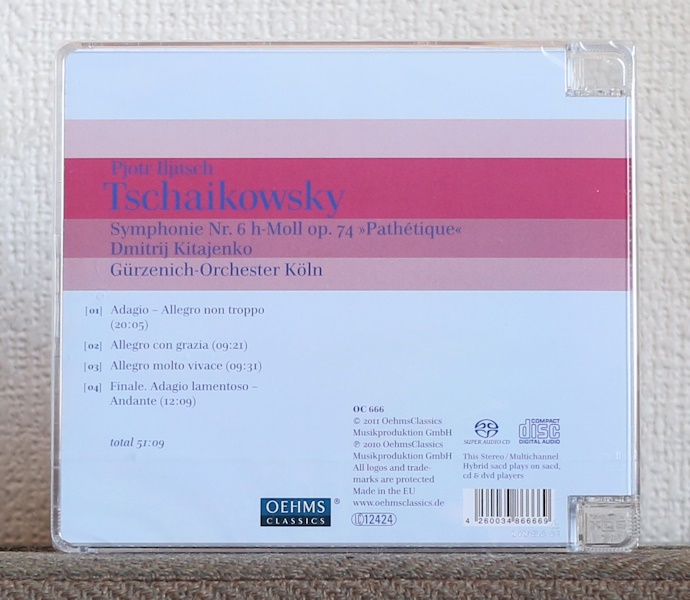 Pjotr Iljitsch
Tschaikowsky
Symphonie Nr. 6 h-Moll op. 74 »Pathétique«
Dmitrij Kitajenko
Gürzenich-Orchester Köln
[01] Adagio – Allegro non troppo
(20:05)
[02] Allegro con grazia (09:21)
[03] Allegro molto vivace (09:31)
[04] Finale. Adagio lamentoso –
Andante (12:09)
total 51:09
OC 666
© 2011 OehmsClassics
Musikproduktion GmbH
℗ 2010 OehmsClassics
Musikproduktion GmbH
All logos and trade-
marks are protected
Made in the EU
www.oehmsclassics.de
LC 12424
OEHMS ®
CLASSICS
SUPER AUDIO CD
COMPACT
disc
DIGITAL AUDIO
This Stereo/Multichannel
Hybrid sacd plays on sacd,
cd & dvd players
4 260034 866669